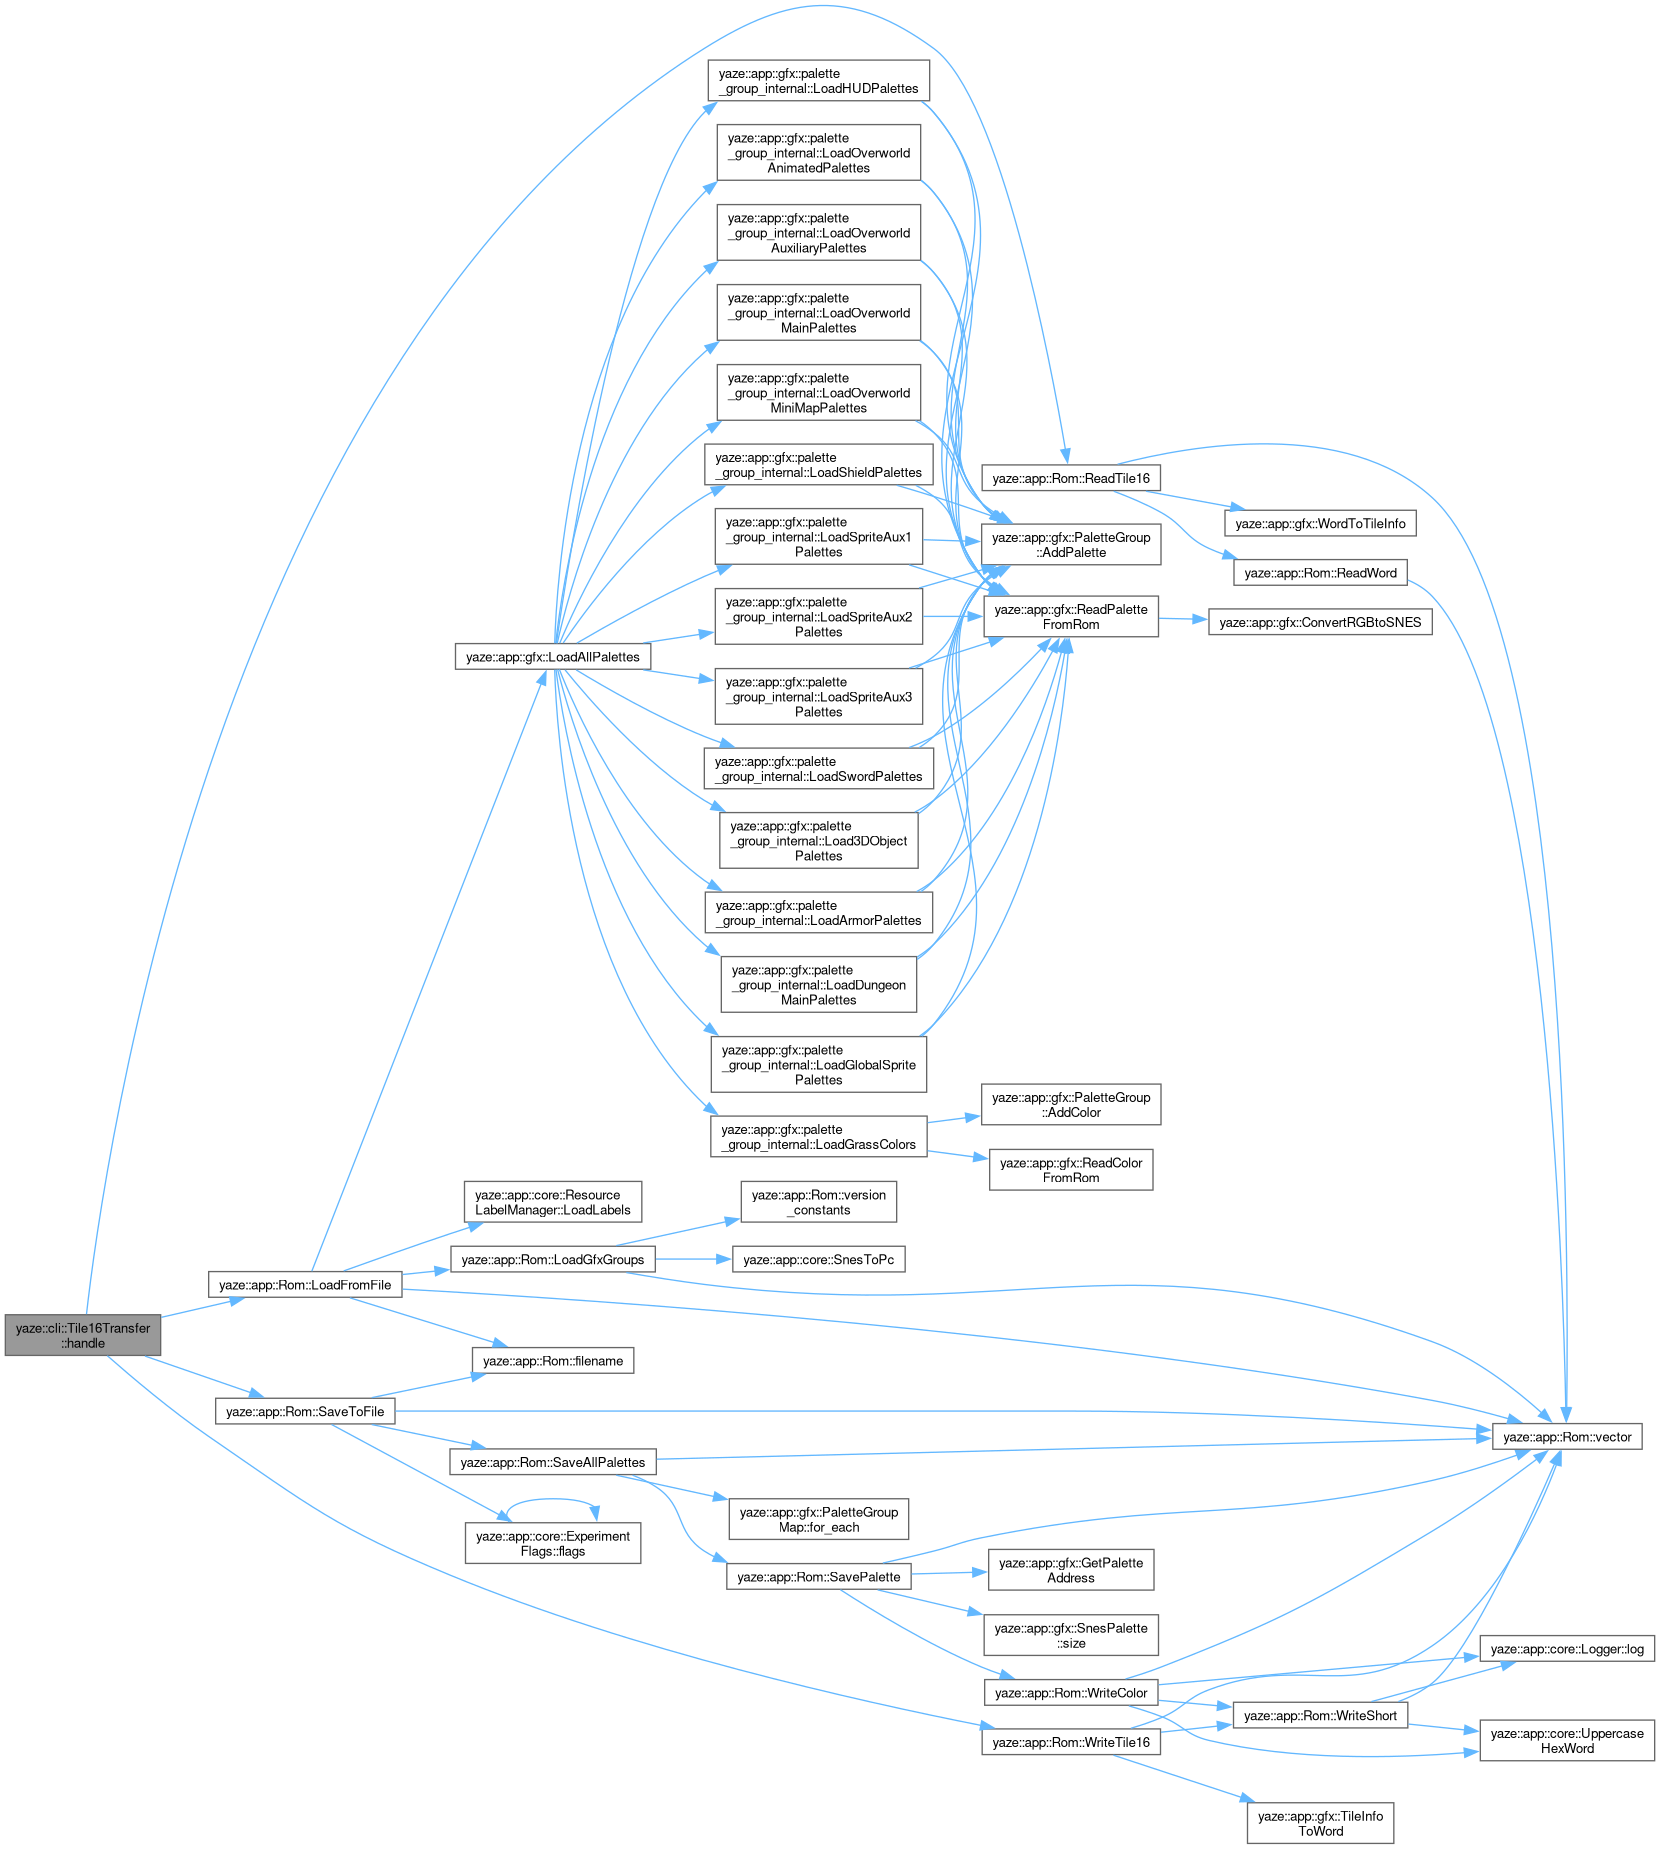 yaze::app::gfx::palette
_group_internal::LoadHUDPalettes
yaze::app::gfx::palette
_group_internal::LoadOverworld
AnimatedPalettes
yaze::app::gfx::palette
_group_internal::LoadOverworld
AuxiliaryPalettes
yaze::app::gfx::palette
_group_internal::LoadOverworld
MainPalettes
yaze::app::gfx::palette
_group_internal::LoadOverworld
MiniMapPalettes
yaze::app::gfx::palette
_group_internal::LoadShieldPalettes
yaze::app::Rom::ReadTile16
yaze::app::gfx::WordToTileInfo
yaze::app::gfx::palette
_group_internal::LoadSpriteAux1
Palettes
yaze::app::gfx::PaletteGroup
::AddPalette
yaze::app::Rom::ReadWord
yaze::app::gfx::palette
_group_internal::LoadSpriteAux2
Palettes
yaze::app::gfx::ReadPalette
FromRom
yaze::app::gfx::ConvertRGBtoSNES
yaze::app::gfx::LoadAllPalettes
yaze::app::gfx::palette
_group_internal::LoadSpriteAux3
Palettes
yaze::app::gfx::palette
_group_internal::LoadSwordPalettes
yaze::app::gfx::palette
_group_internal::Load3DObject
Palettes
yaze::app::gfx::palette
_group_internal::LoadArmorPalettes
yaze::app::gfx::palette
_group_internal::LoadDungeon
MainPalettes
yaze::app::gfx::palette
_group_internal::LoadGlobalSprite
Palettes
yaze::app::gfx::palette
_group_internal::LoadGrassColors
yaze::app::gfx::PaletteGroup
::AddColor
yaze::app::gfx::ReadColor
FromRom
yaze::app::core::Resource
LabelManager::LoadLabels
yaze::app::Rom::version
_constants
yaze::app::Rom::LoadGfxGroups
yaze::app::core::SnesToPc
yaze::app::Rom::LoadFromFile
yaze::cli::Tile16Transfer
::handle
yaze::app::Rom::filename
yaze::app::Rom::SaveToFile
yaze::app::Rom::vector
yaze::app::Rom::SaveAllPalettes
yaze::app::gfx::PaletteGroup
Map::for_each
yaze::app::core::Experiment
Flags::flags
yaze::app::Rom::SavePalette
yaze::app::gfx::GetPalette
Address
yaze::app::gfx::SnesPalette
::size
yaze::app::core::Logger::log
yaze::app::Rom::WriteColor
yaze::app::Rom::WriteShort
yaze::app::Rom::WriteTile16
yaze::app::core::Uppercase
HexWord
yaze::app::gfx::TileInfo
ToWord